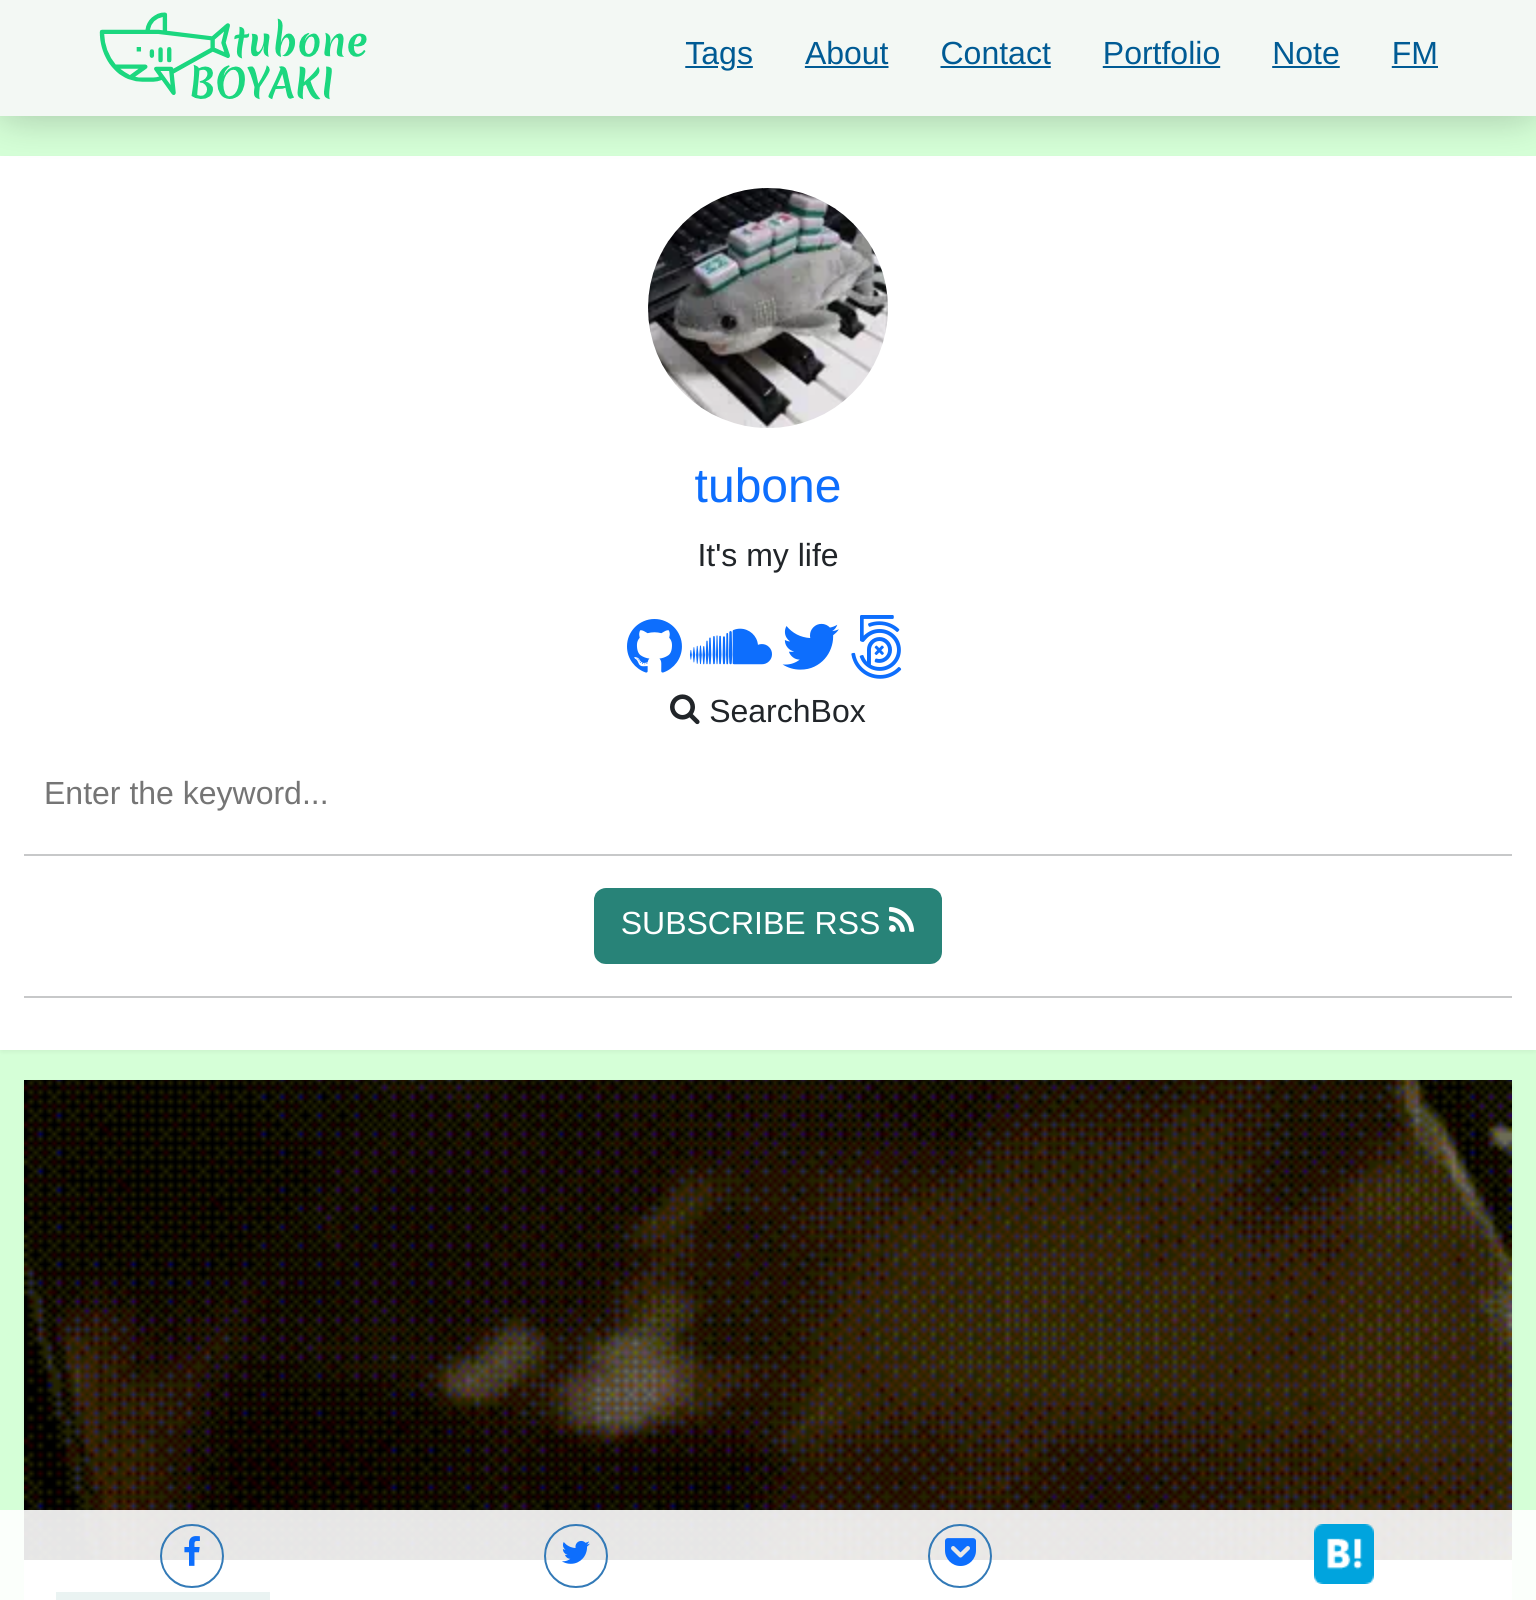 tubone
BOYAKI
Tags About Contact Portfolio Note FM
tubone
It's my life
SearchBox
Enter the keyword...
SUBSCRIBE RSS
B!